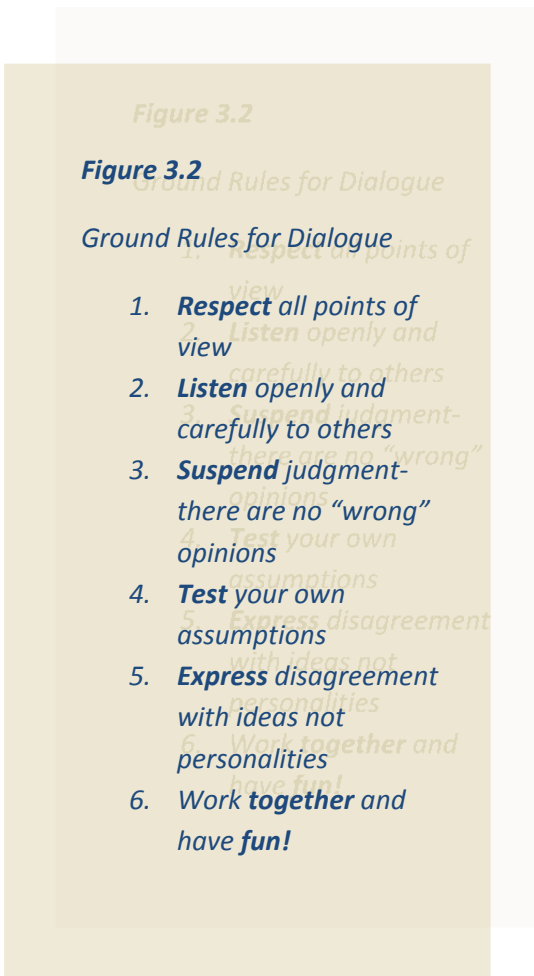 Figure 3.2
Ground Rules for Dialogue
1. Respect all points of
view
2. Listen openly and
carefully to others
3. Suspend judgment-
there are no “wrong”
opinions
4. Test your own
assumptions
5. Express disagreement
with ideas not
personalities
6. Work together and
have fun!